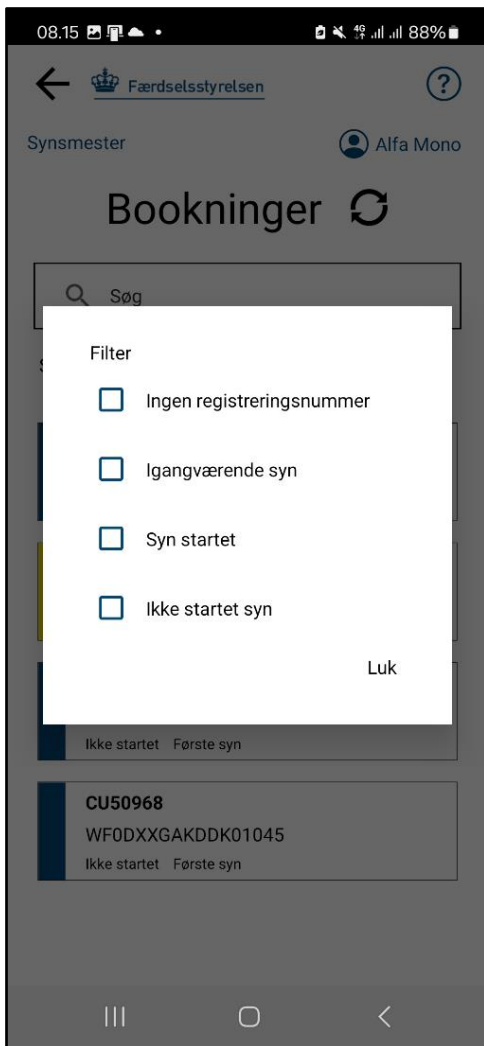 08.15 4G 88%
Færdselsstyrelsen ?
Synsmester Alfa Mono
Bookninger
Søg
Filter
Ingen registreringsnummer
Igangværende syn
Syn startet
Ikke startet syn
Luk
Ikke startet Første syn
CU50968
WF0DXXGAKDDK01045
Ikke startet Første syn